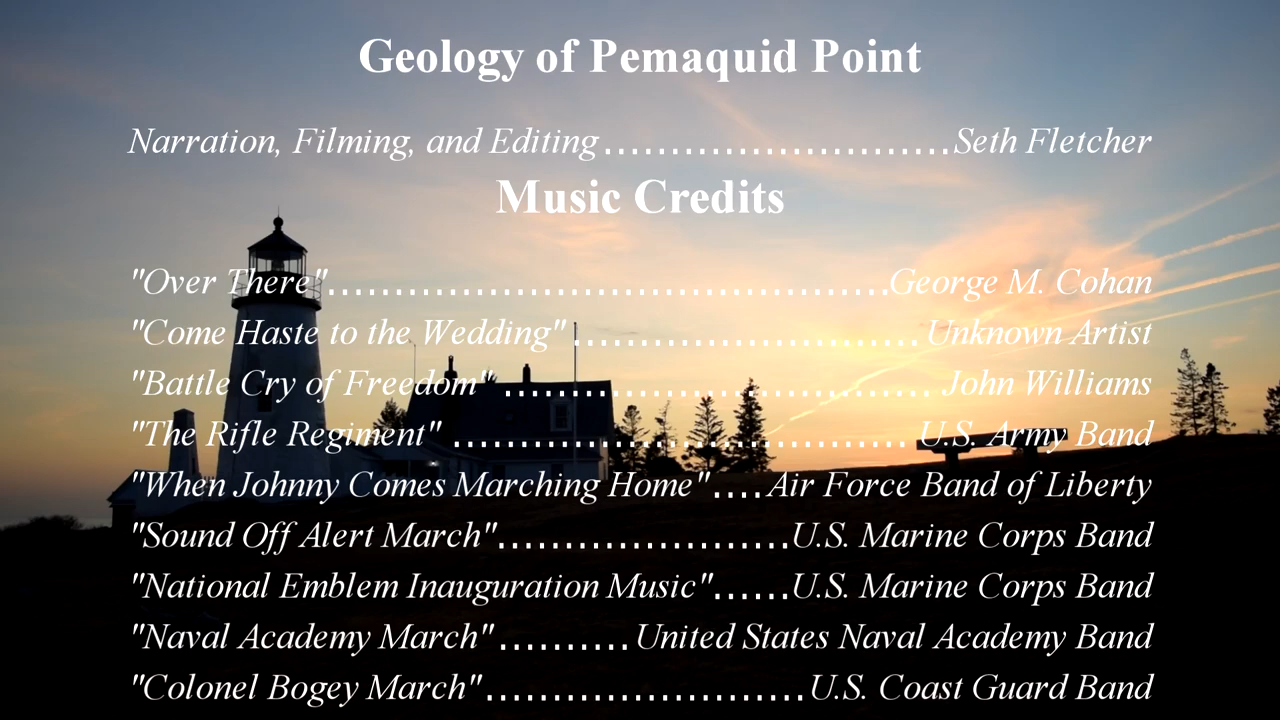 Geology of Pemaquid Point
Narration, Filming, and Editing..........................Seth Fletcher
Music Credits
"Over There"..........................................George M. Cohan
"Come Haste to the Wedding" ..........................Unknown Artist
"Battle Cry of Freedom" ................................John Williams
"The Rifle Regiment" ..................................U.S. Army Band
"When Johnny Comes Marching Home"....Air Force Band of Liberty
"Sound Off Alert March"......................U.S. Marine Corps Band
"National Emblem Inauguration Music"......U.S. Marine Corps Band
"Naval Academy March" ..........United States Naval Academy Band
"Colonel Bogey March"........................U.S. Coast Guard Band